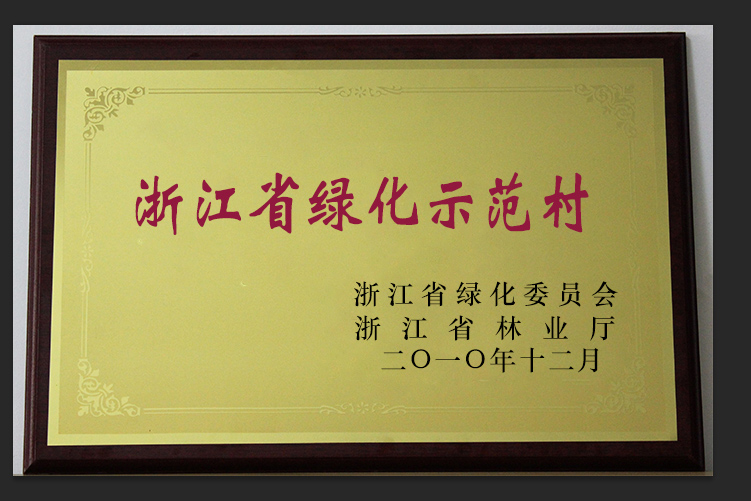 浙江省绿化示范村
浙江省绿化委员会
浙江省林业厅
二〇一〇年十二月